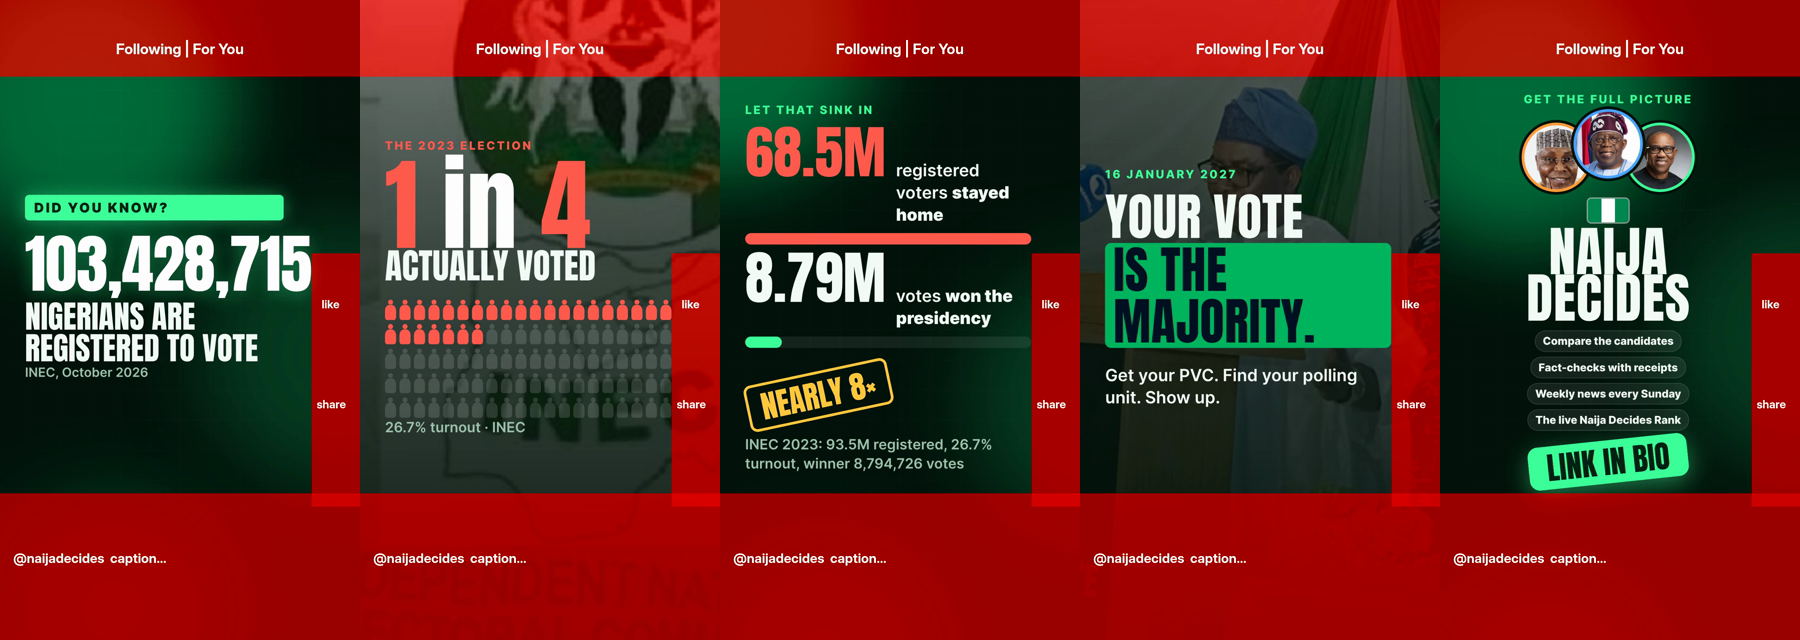 Following | For You
DID YOU KNOW?
103,428,715
NIGERIANS ARE
REGISTERED TO VOTE
INEC, October 2026
like
share
@naijadecides caption...
Following | For You
THE 2023 ELECTION
1 in 4
ACTUALLY VOTED
26.7% turnout · INEC
like
share
INEC
DEPENDENT NA
ECTORAL COM
@naijadecides caption...
Following | For You
LET THAT SINK IN
68.5M registered
voters stayed
home
8.79M votes won the
presidency
NEARLY 8×
INEC 2023: 93.5M registered, 26.7%
turnout, winner 8,794,726 votes
like
share
@naijadecides caption...
Following | For You
16 JANUARY 2027
YOUR VOTE
IS THE
MAJORITY.
Get your PVC. Find your polling
unit. Show up.
like
share
@naijadecides caption...
Following | For You
GET THE FULL PICTURE
NAIJA
DECIDES
Compare the candidates
Fact-checks with receipts
Weekly news every Sunday
The live Naija Decides Rank
LINK IN BIO
like
share
@naijadecides caption...